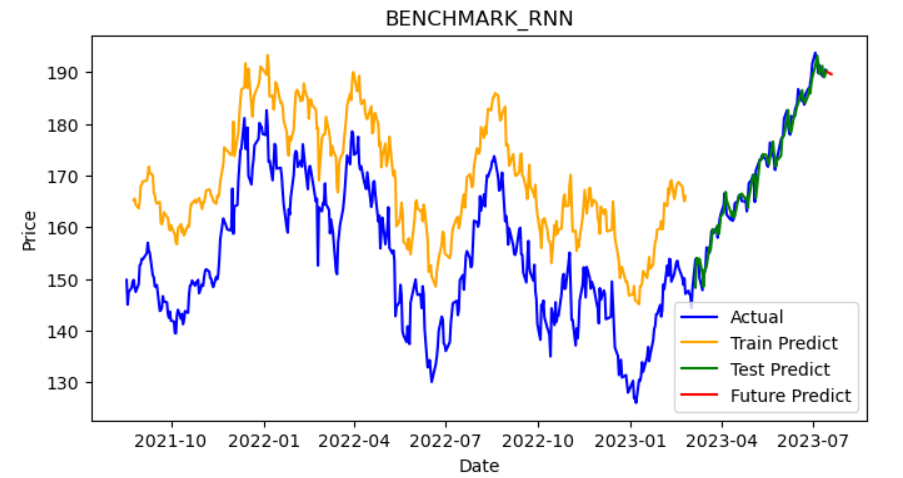 BENCHMARK_RNN
Price
190
180
170
160
150
140
130
Actual
Train Predict
Test Predict
Future Predict
2021-10 2022-01 2022-04 2022-07 2022-10 2023-01 2023-04 2023-07
Date